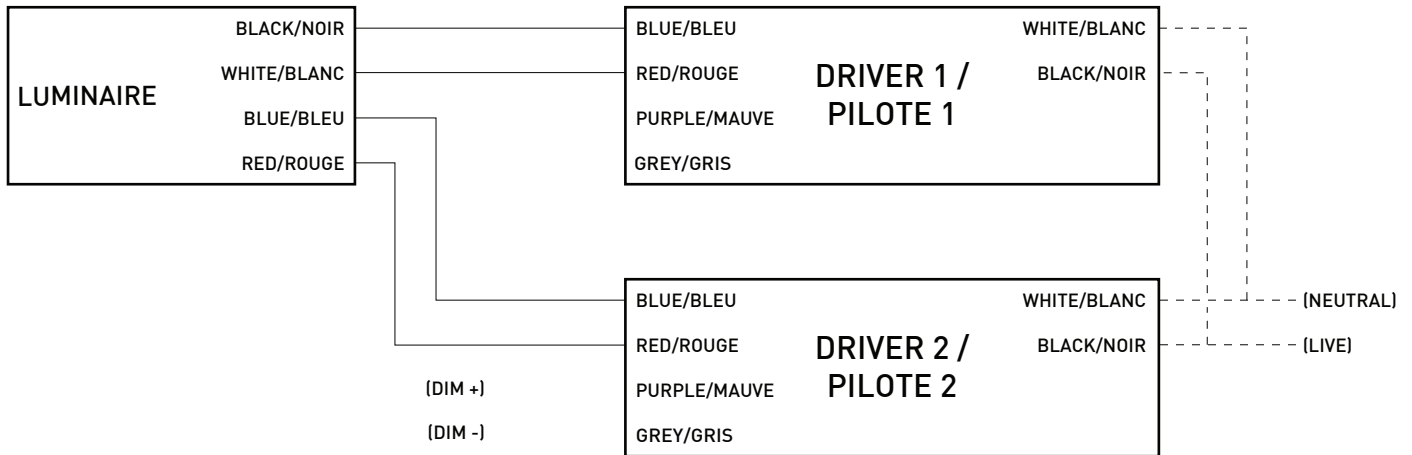 LUMINAIRE
BLACK/NOIR
WHITE/BLANC
BLUE/BLEU
RED/ROUGE
BLUE/BLEU
RED/ROUGE
PURPLE/MAUVE
GREY/GRIS
DRIVER 1 /
PILOTE 1
WHITE/BLANC
BLACK/NOIR
(DIM +)
(DIM -)
BLUE/BLEU
RED/ROUGE
PURPLE/MAUVE
GREY/GRIS
DRIVER 2 /
PILOTE 2
WHITE/BLANC
BLACK/NOIR
(NEUTRAL)
(LIVE)